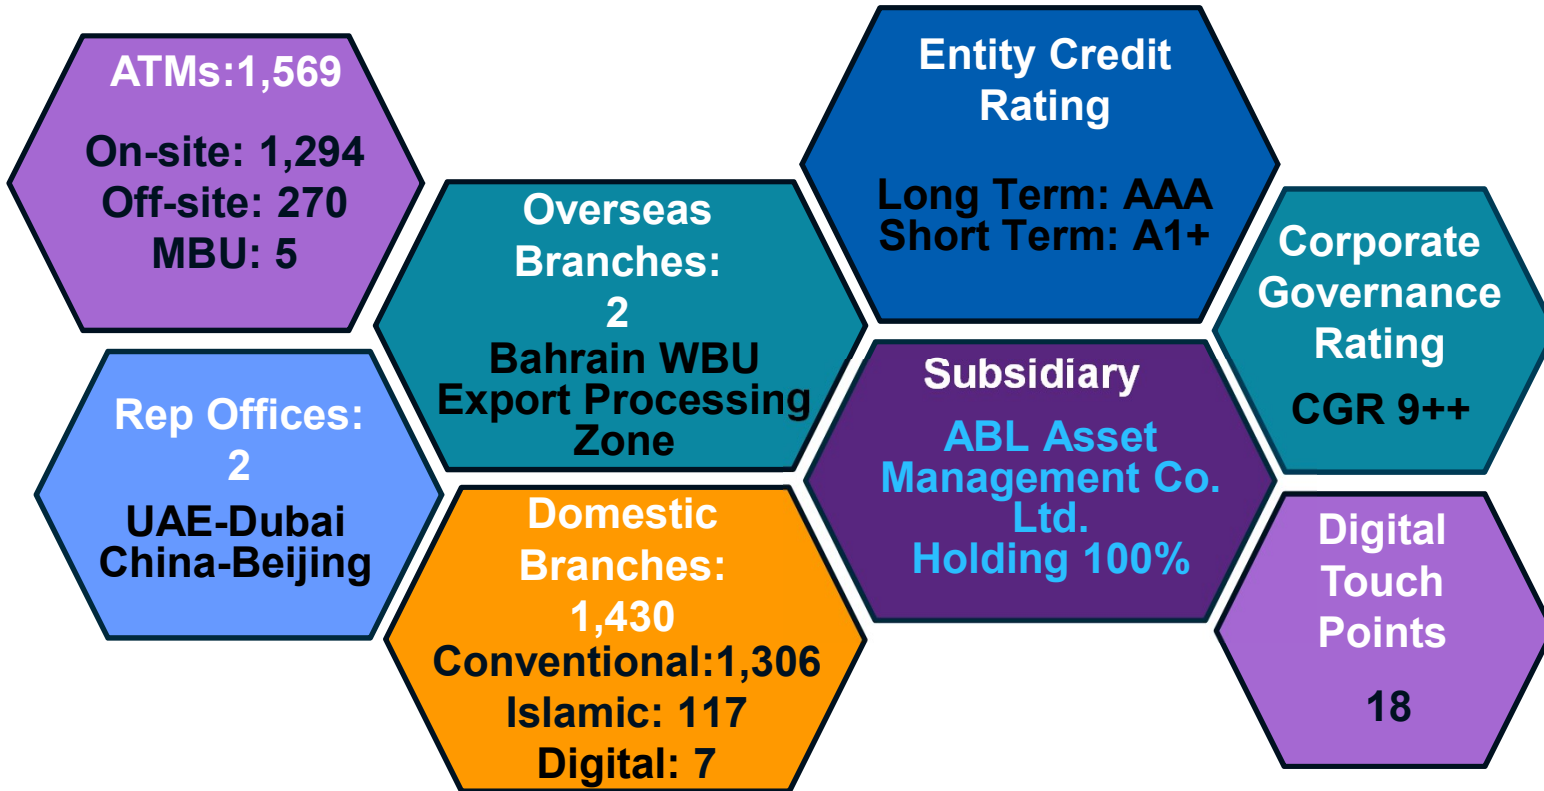 ATMs:1,569
On-site: 1,294
Off-site: 270
MBU: 5
Rep Offices:
2
UAE-Dubai
China-Beijing
Overseas
Branches:
2
Bahrain WBU
Export Processing
Zone
Domestic
Branches:
1,430
Conventional:1,306
Islamic: 117
Digital: 7
Entity Credit
Rating
Long Term: AAA
Short Term: A1+
Subsidiary
ABL Asset
Management Co.
Ltd.
Holding 100%
Corporate
Governance
Rating
CGR 9++
Digital
Touch
Points
18